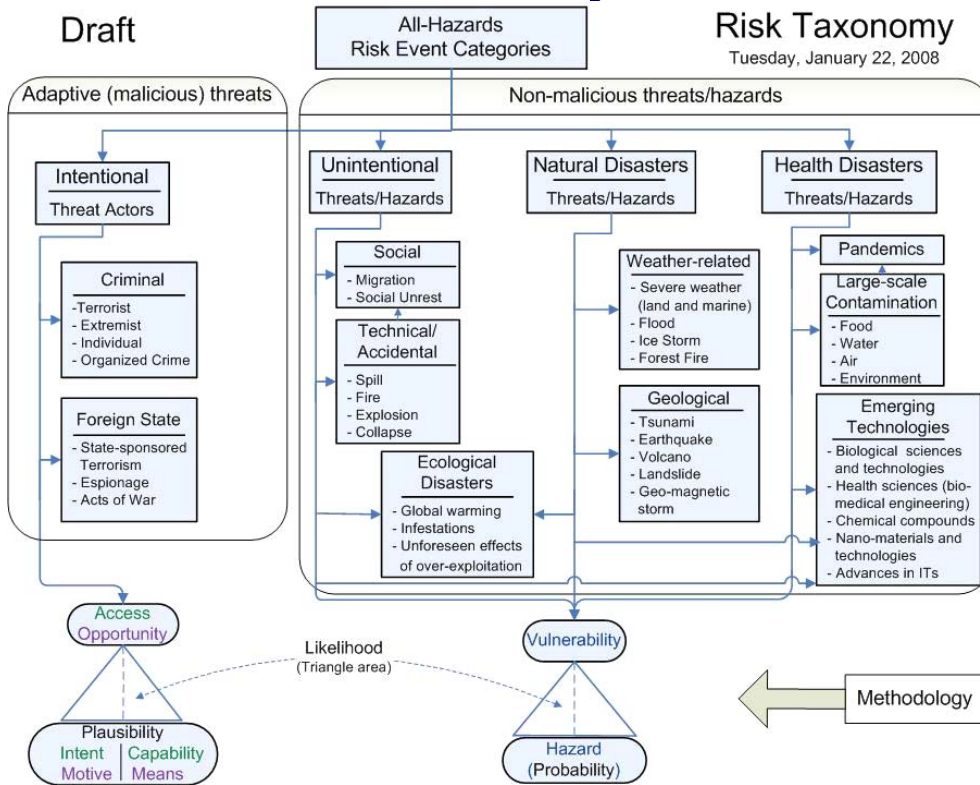 Draft
All-Hazards
Risk Event Categories
Risk Taxonomy
Tuesday, January 22, 2008
Adaptive (malicious) threats
Non-malicious threats/hazards
Intentional
Threat Actors
Unintentional
Threats/Hazards
Natural Disasters
Threats/Hazards
Health Disasters
Threats/Hazards
Criminal
-Terrorist
- Extremist
- Individual
- Organized Crime
Foreign State
- State-sponsored
Terrorism
- Espionage
- Acts of War
Social
- Migration
- Social Unrest
Technical/
Accidental
- Spill
- Fire
- Explosion
- Collapse
Ecological
Disasters
- Global warming
- Infestations
- Unforeseen effects
of over-exploitation
Weather-related
- Severe weather
(land and marine)
- Flood
- Ice Storm
- Forest Fire
Geological
- Tsunami
- Earthquake
- Volcano
- Landslide
- Geo-magnetic
storm
Pandemics
Large-scale
Contamination
- Food
- Water
- Air
- Environment
Emerging
Technologies
- Biological sciences
and technologies
- Health sciences (bio-
medical engineering)
- Chemical compounds
- Nano-materials and
technologies
- Advances in ITs
Access
Opportunity
Likelihood
(Triangle area)
Vulnerability
Plausibility
Intent Capability
Motive Means
Hazard
(Probability)
Methodology